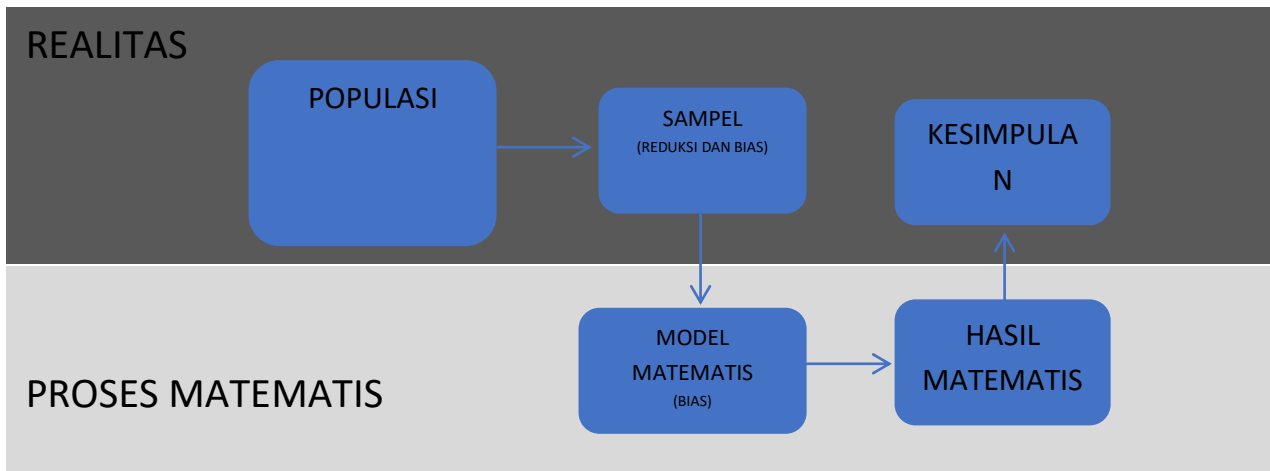 REALITAS
POPULASI
SAMPEL
(REDUKSI DAN BIAS)
KESIMPULA
N
PROSES MATEMATIS
MODEL
MATEMATIS
(BIAS)
HASIL
MATEMATIS